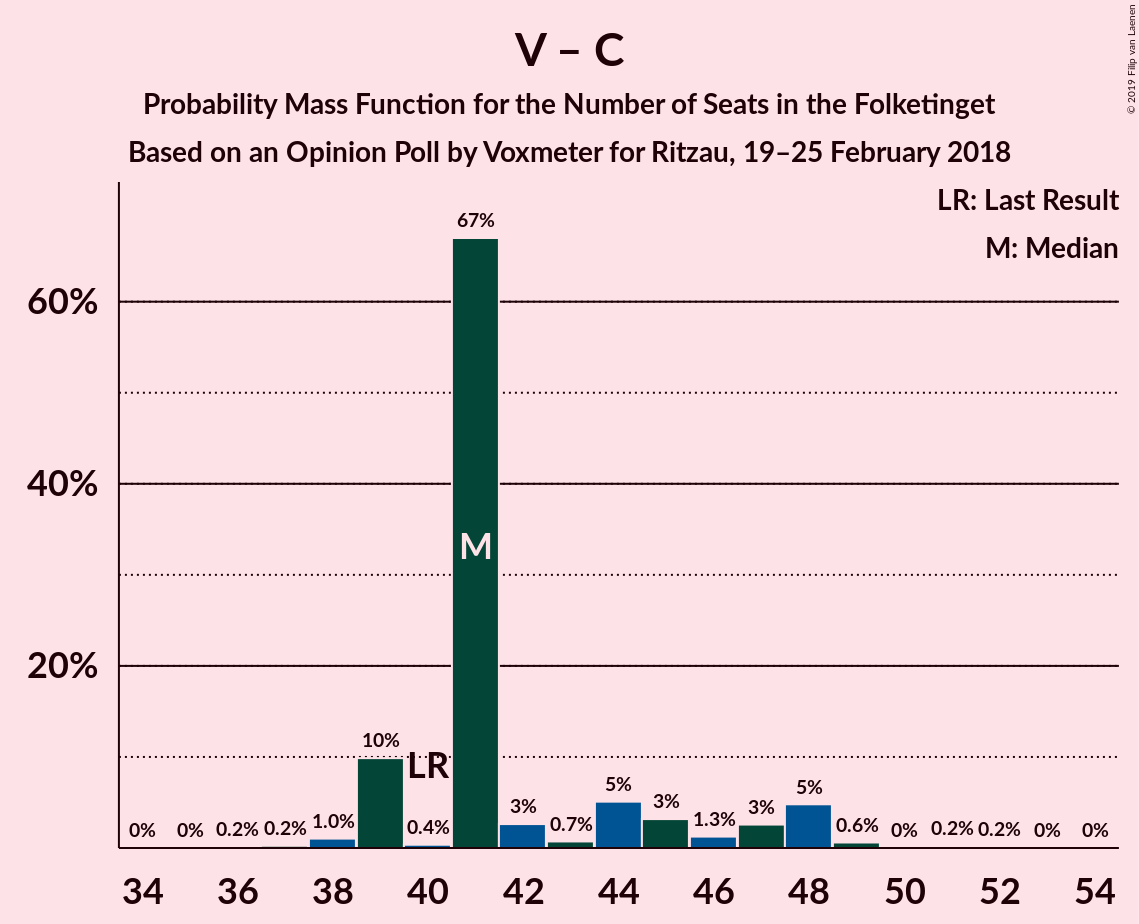 © 2019 Filip van Laenen
V – C
Probability Mass Function for the Number of Seats in the Folketinget
Based on an Opinion Poll by Voxmeter for Ritzau, 19–25 February 2018
LR: Last Result
M: Median
60%
40%
20%
0% 0% 0.2% 0.2% 1.0% 10% 0.4% 67% 3% 0.7% 5% 3% 1.3% 3% 5% 0.6% 0% 0.2% 0.2% 0% 0%
LR
M
34 36 38 40 42 44 46 48 50 52 54